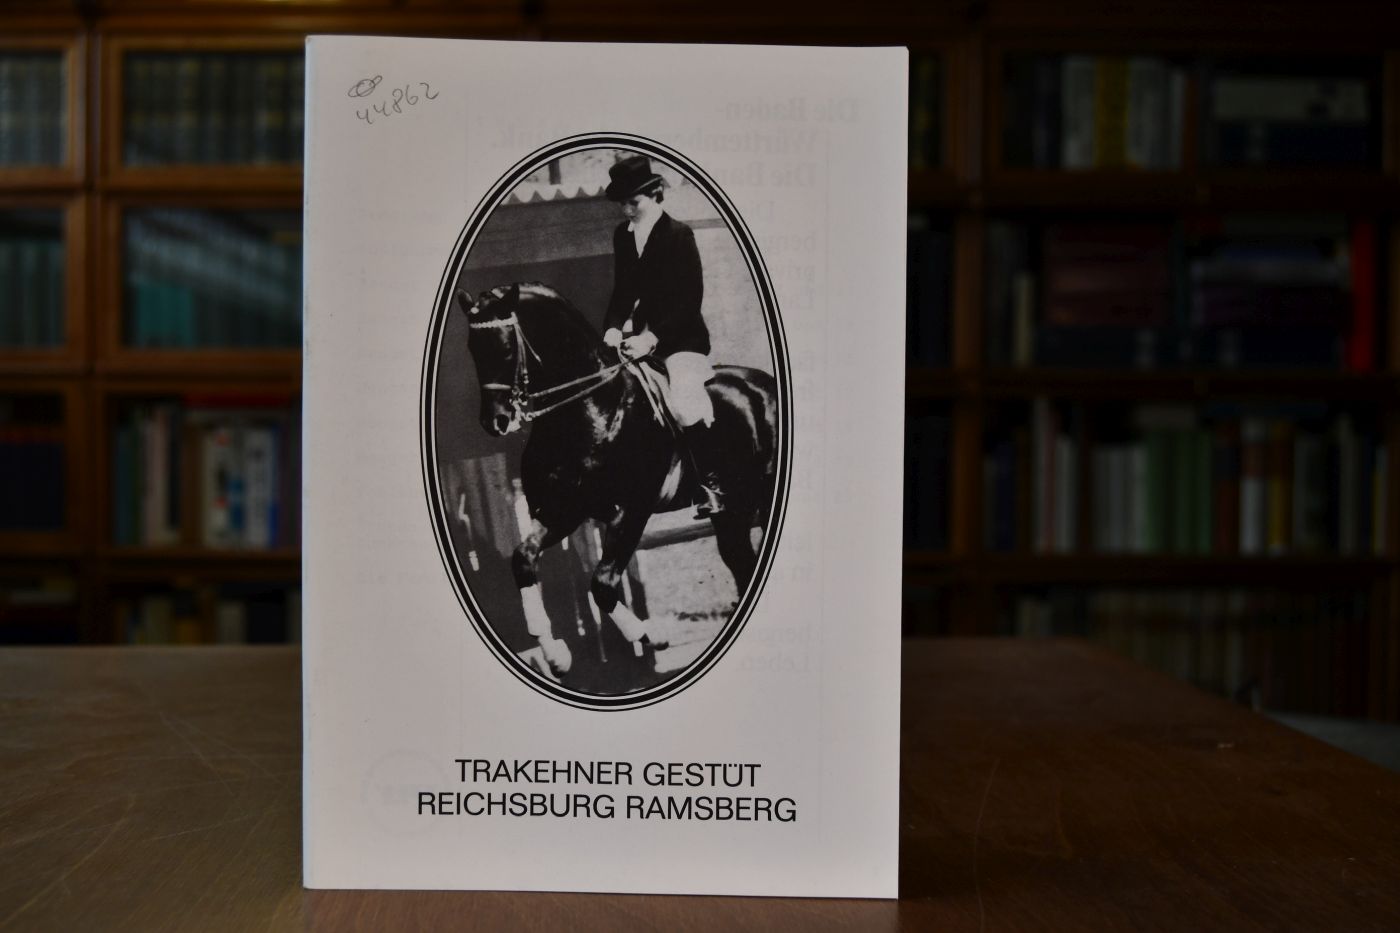 44862
TRAKEHNER GESTÜT
REICHSBURG RAMSBERG